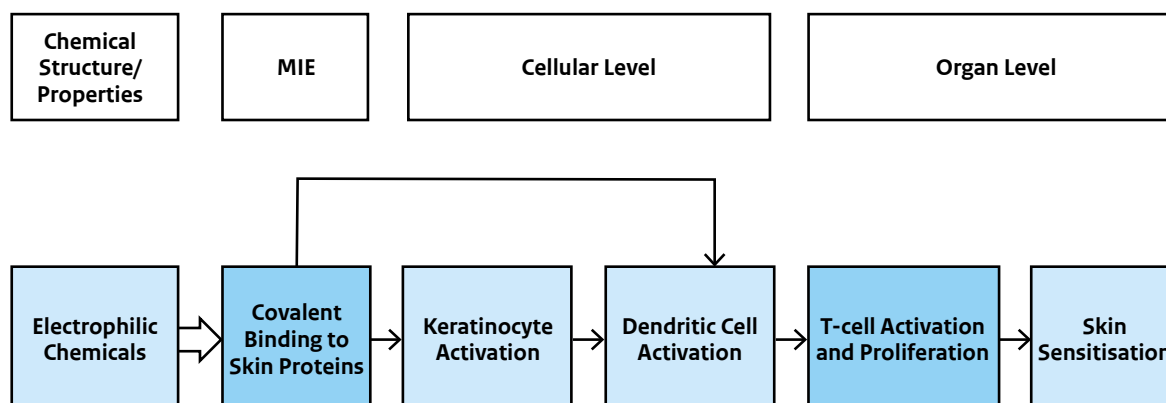 Chemical
Structure/
Properties
MIE
Cellular Level
Organ Level
Electrophilic
Chemicals
Covalent
Binding to
Skin Proteins
Keratinocyte
Activation
Dendritic Cell
Activation
T-cell Activation
and Proliferation
Skin
Sensitisation